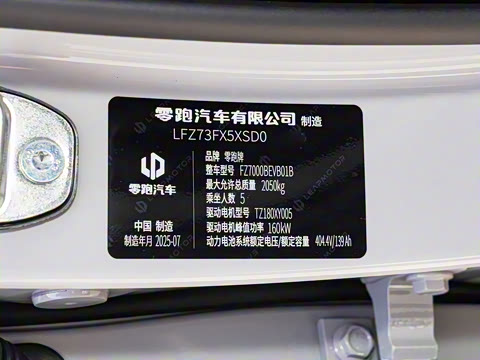 零跑汽车有限公司 制造
LFZ73FX5XSD0
品牌 零跑牌
整车型号 FZ7000BEVB01B
最大允许总质量 2050kg
乘坐人数 5
驱动电机型号 TZ180XY005
驱动电机峰值功率 160kW
动力电池系统额定电压/额定容量 404.4V/139Ah
零跑汽车
中国 制造
制造年月 2025-07